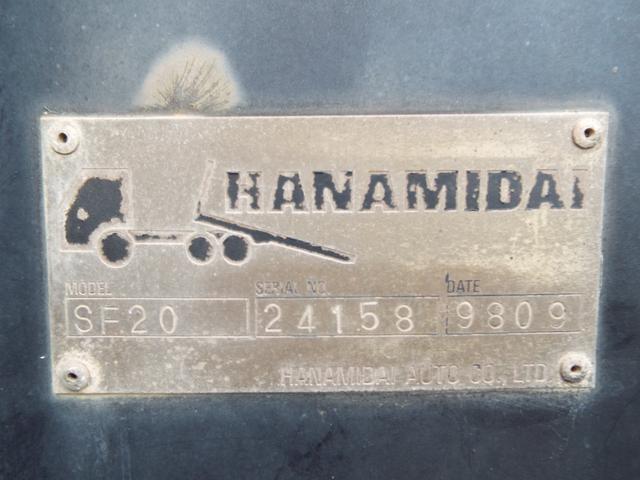 HANAMIDAI
MODEL SERIAL NO. DATE
SF20 24158 9809
HANAMIDAI AUTO CO., LTD.